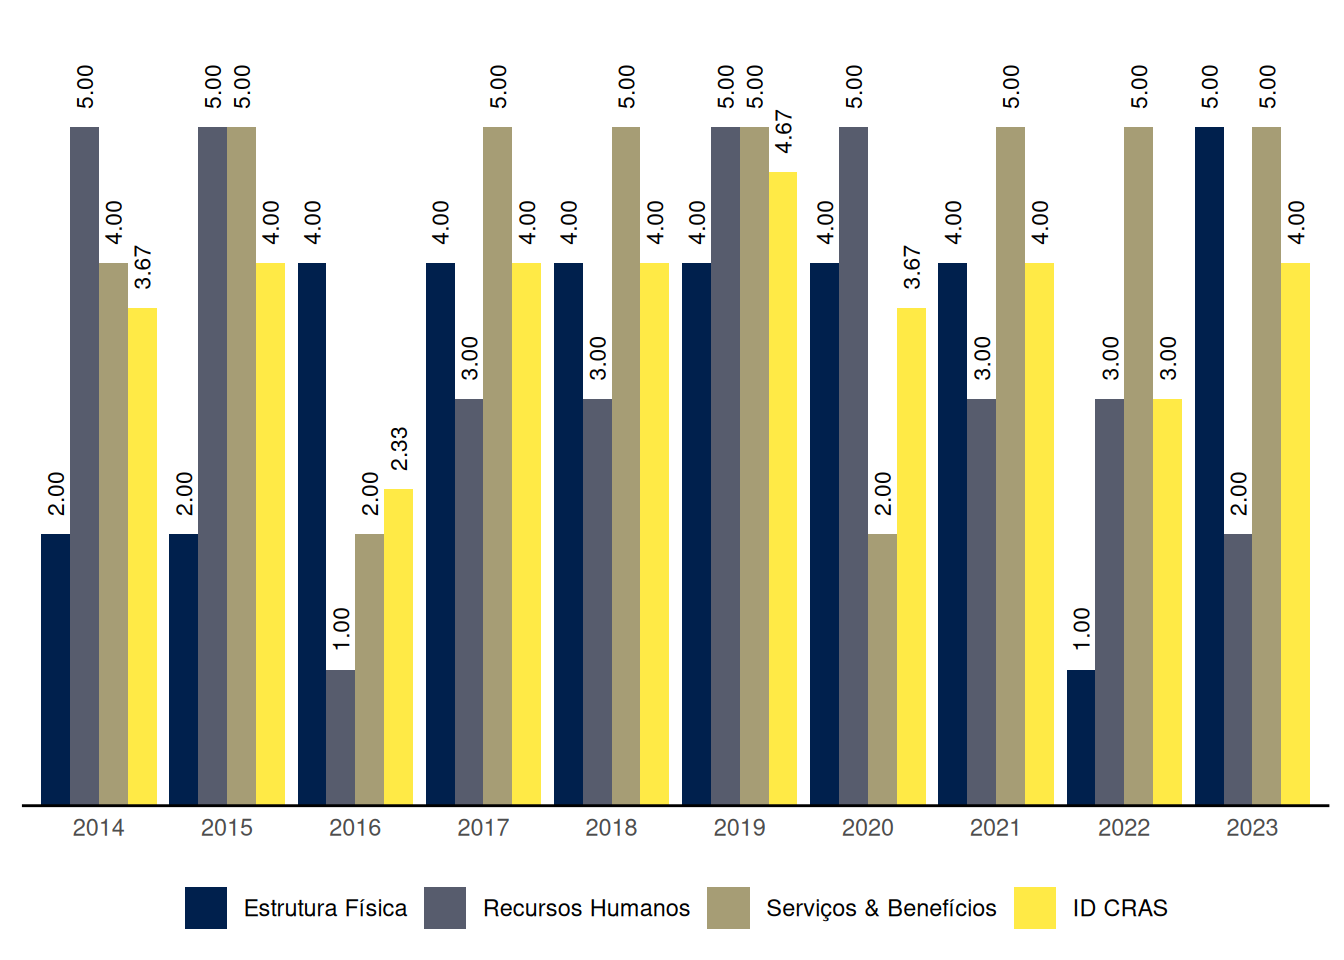 5.00 5.00 5.00 5.00 5.00 5.00 5.00 5.00 5.00 5.00 5.00 5.00
4.67
4.00 4.00 4.00 4.00 4.00 4.00 4.00 4.00 4.00 4.00 4.00 4.00
3.67 3.67
3.00 3.00 3.00 3.00 3.00
2.33
2.00 2.00 2.00 2.00 2.00
1.00 1.00
2014 2015 2016 2017 2018 2019 2020 2021 2022 2023
Estrutura Física Recursos Humanos Serviços & Benefícios ID CRAS